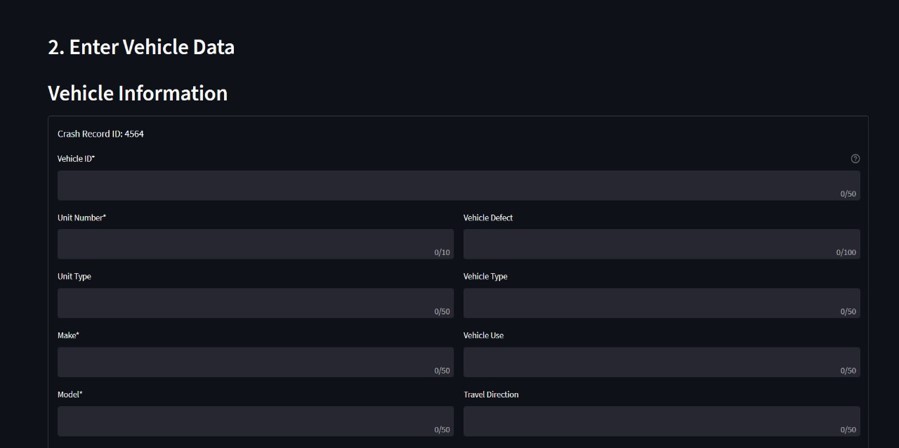 2. Enter Vehicle Data
Vehicle Information
Crash Record ID: 4564
Vehicle ID*
0/50
Unit Number*
Vehicle Defect
0/10
0/100
Unit Type
Vehicle Type
0/50
0/50
Make*
Vehicle Use
0/50
0/50
Model*
Travel Direction
0/50
0/50